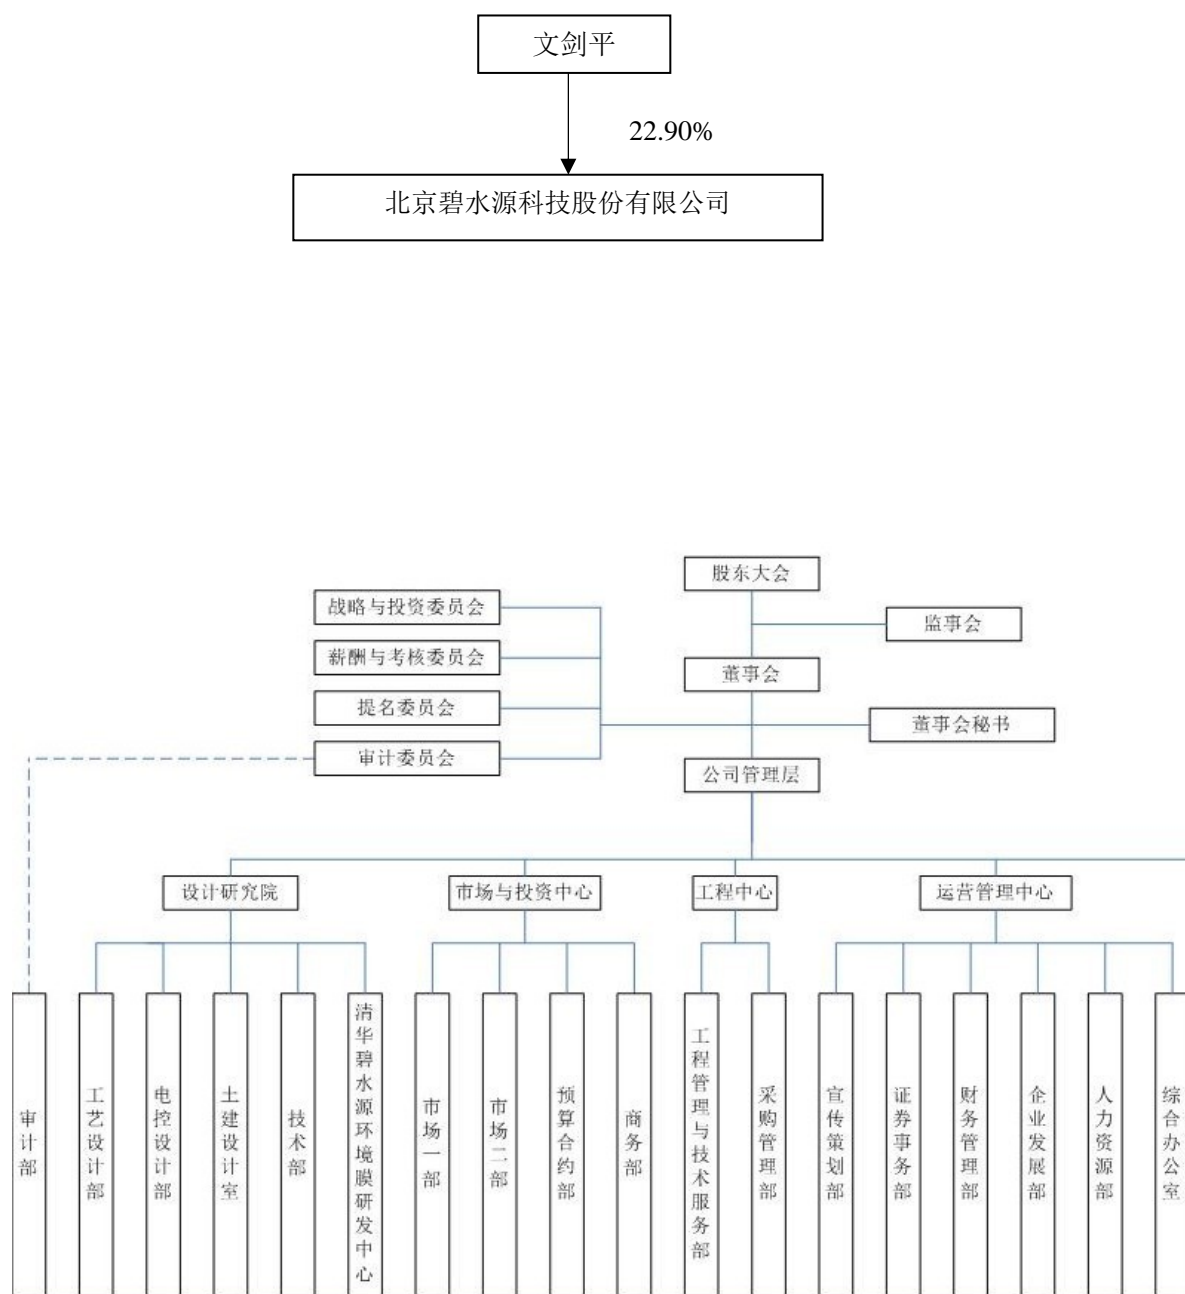 文剑平
22.90%
北京碧水源科技股份有限公司
股东大会
战略与投资委员会
监事会
薪酬与考核委员会
董事会
提名委员会
董事会秘书
审计委员会
公司管理层
设计研究院
市场与投资中心
工程中心
运营管理中心
审计部
工艺设计部
电控设计部
土建设计室
技术部
清华碧水源环境膜研发中心
市场一部
市场二部
预算合约部
商务部
工程管理与技术服务部
采购管理部
宣传策划部
证券事务部
财务管理部
企业发展部
人力资源部
综合办公室